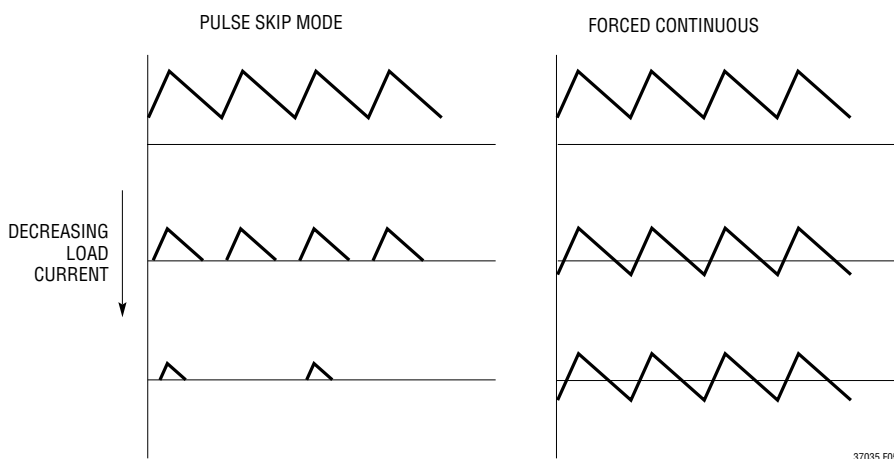 PULSE SKIP MODE
FORCED CONTINUOUS
DECREASING
LOAD
CURRENT